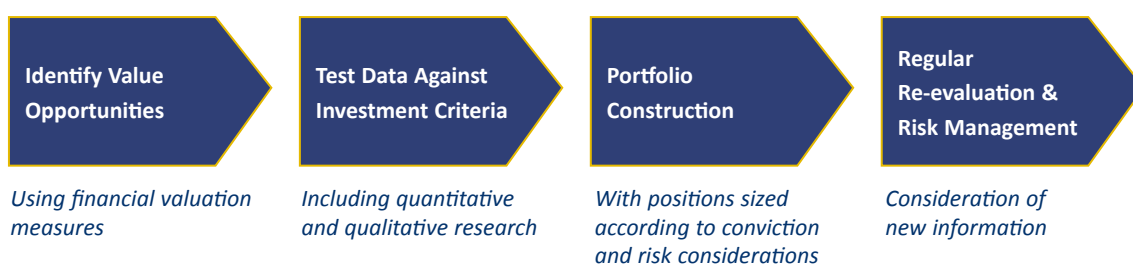 Identify Value
Opportunities
Using financial valuation
measures
Test Data Against
Investment Criteria
Including quantitative
and qualitative research
Portfolio
Construction
With positions sized
according to conviction
and risk considerations
Regular
Re-evaluation &
Risk Management
Consideration of
new information